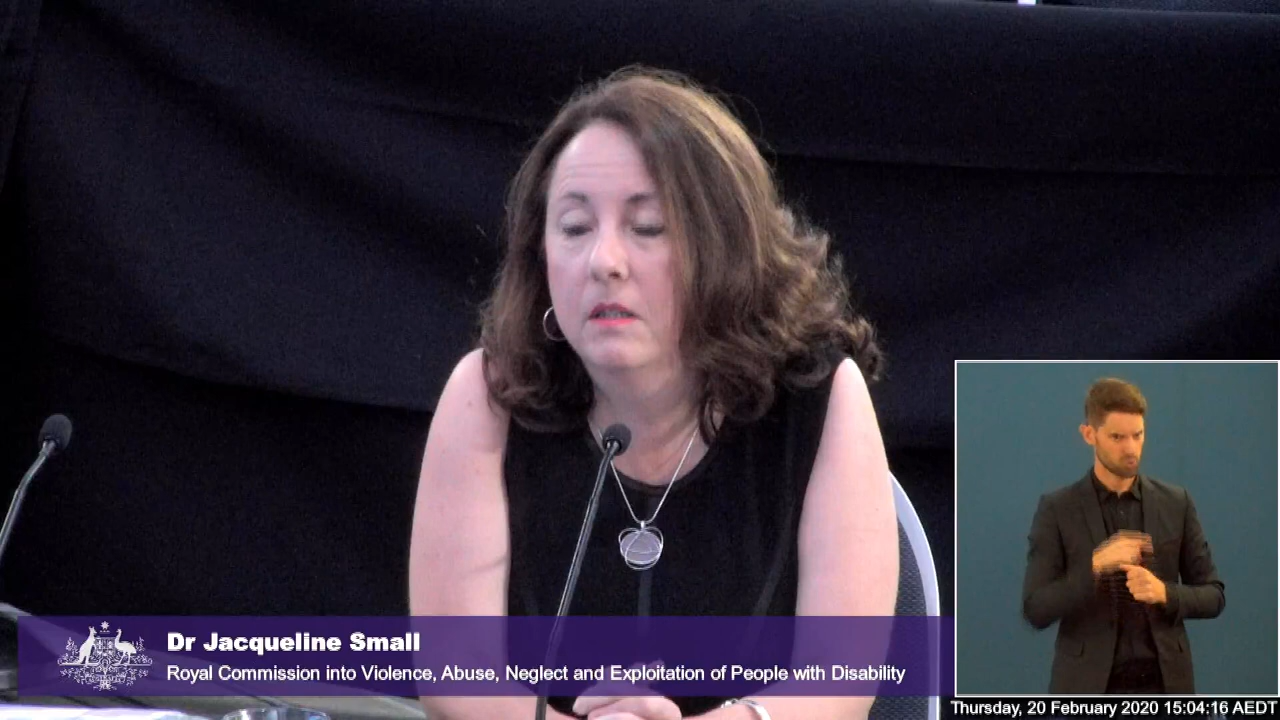 Dr Jacqueline Small
Royal Commission into Violence, Abuse, Neglect and Exploitation of People with Disability
Thursday, 20 February 2020 15:04:16 AEDT